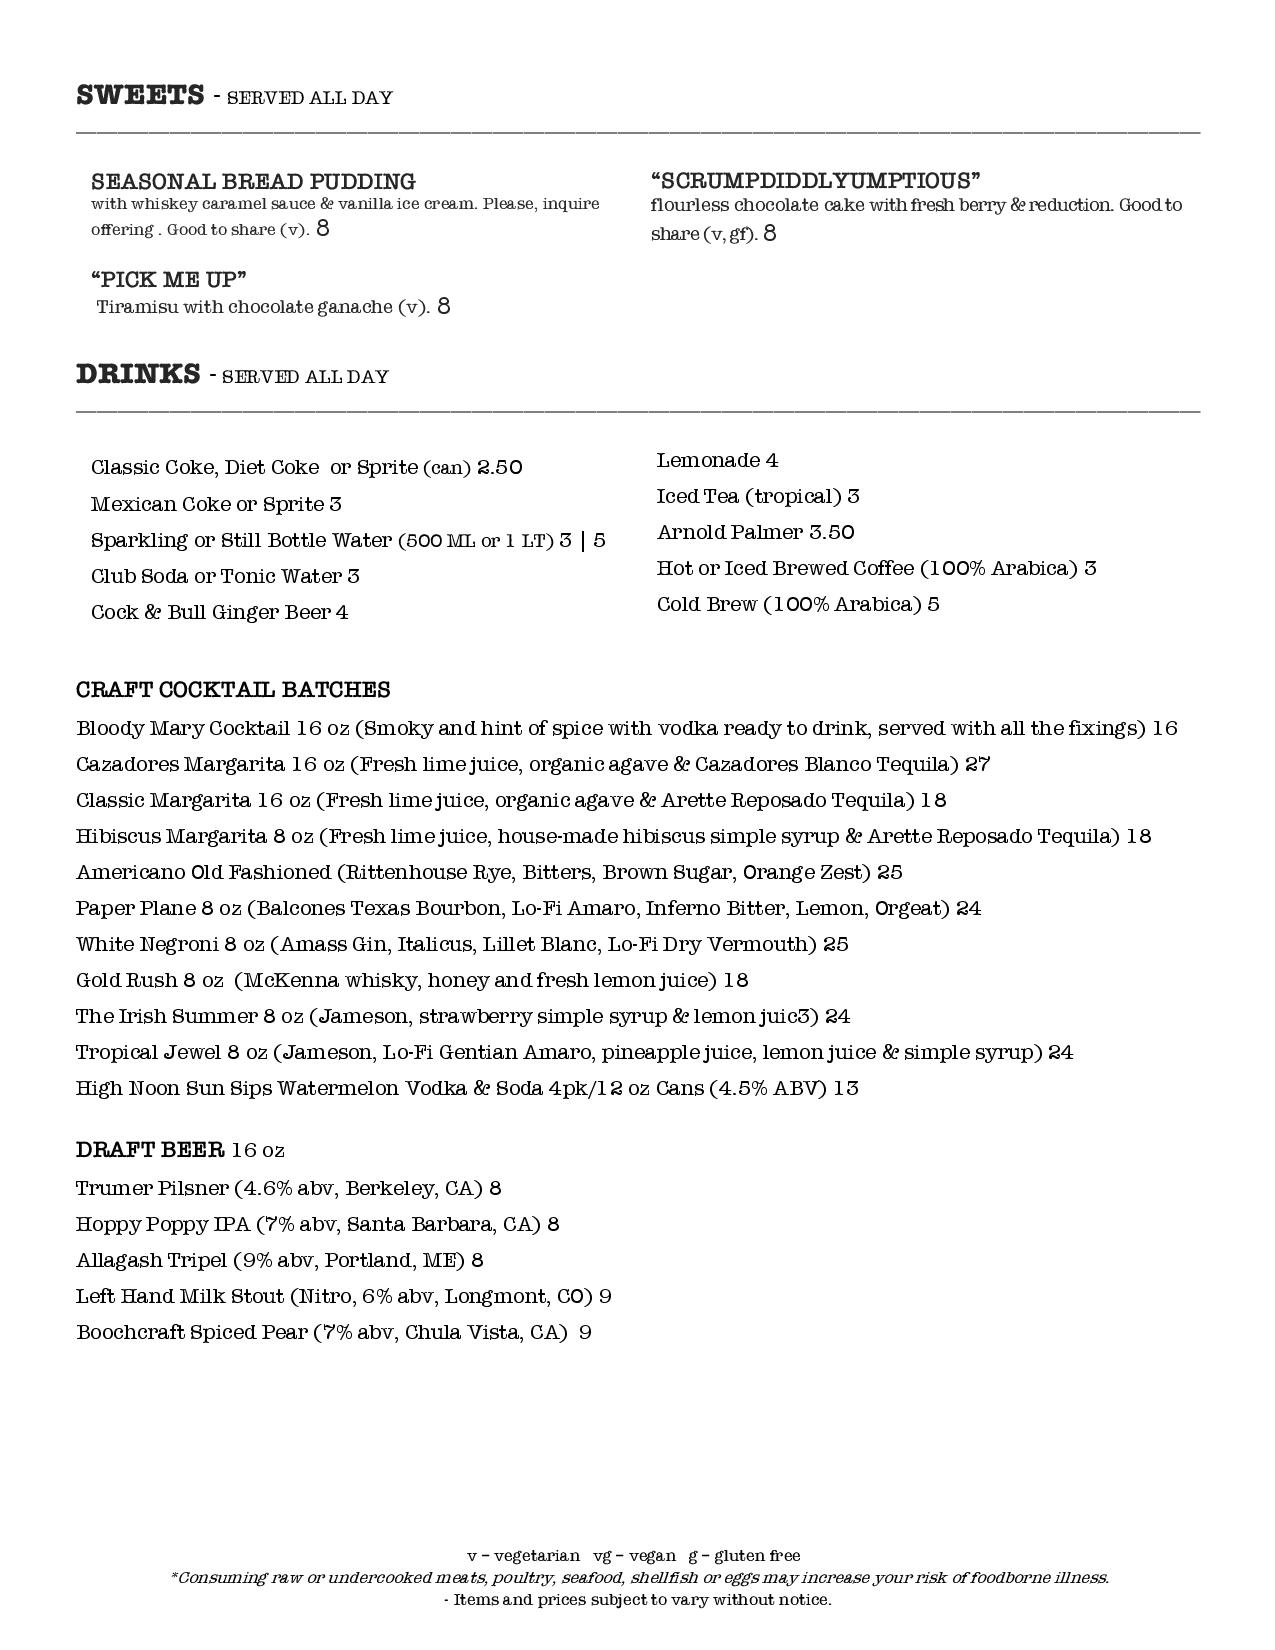 SWEETS - SERVED ALL DAY
SEASONAL BREAD PUDDING
with whiskey caramel sauce & vanilla ice cream. Please, inquire
offering . Good to share (v). 8
“PICK ME UP”
Tiramisu with chocolate ganache (v). 8
“SCRUMPDIDDLYUMPTIOUS”
flourless chocolate cake with fresh berry & reduction. Good to
share (v, gf). 8
DRINKS - SERVED ALL DAY
Classic Coke, Diet Coke or Sprite (can) 2.50
Mexican Coke or Sprite 3
Sparkling or Still Bottle Water (500 ML or 1 LT) 3 | 5
Club Soda or Tonic Water 3
Cock & Bull Ginger Beer 4
Lemonade 4
Iced Tea (tropical) 3
Arnold Palmer 3.50
Hot or Iced Brewed Coffee (100% Arabica) 3
Cold Brew (100% Arabica) 5
CRAFT COCKTAIL BATCHES
Bloody Mary Cocktail 16 oz (Smoky and hint of spice with vodka ready to drink, served with all the fixings) 16
Cazadores Margarita 16 oz (Fresh lime juice, organic agave & Cazadores Blanco Tequila) 27
Classic Margarita 16 oz (Fresh lime juice, organic agave & Arette Reposado Tequila) 18
Hibiscus Margarita 8 oz (Fresh lime juice, house-made hibiscus simple syrup & Arette Reposado Tequila) 18
Americano Old Fashioned (Rittenhouse Rye, Bitters, Brown Sugar, Orange Zest) 25
Paper Plane 8 oz (Balcones Texas Bourbon, Lo-Fi Amaro, Inferno Bitter, Lemon, Orgeat) 24
White Negroni 8 oz (Amass Gin, Italicus, Lillet Blanc, Lo-Fi Dry Vermouth) 25
Gold Rush 8 oz (McKenna whisky, honey and fresh lemon juice) 18
The Irish Summer 8 oz (Jameson, strawberry simple syrup & lemon juic3) 24
Tropical Jewel 8 oz (Jameson, Lo-Fi Gentian Amaro, pineapple juice, lemon juice & simple syrup) 24
High Noon Sun Sips Watermelon Vodka & Soda 4pk/12 oz Cans (4.5% ABV) 13
DRAFT BEER 16 oz
Trumer Pilsner (4.6% abv, Berkeley, CA) 8
Hoppy Poppy IPA (7% abv, Santa Barbara, CA) 8
Allagash Tripel (9% abv, Portland, ME) 8
Left Hand Milk Stout (Nitro, 6% abv, Longmont, CO) 9
Boochcraft Spiced Pear (7% abv, Chula Vista, CA) 9
v – vegetarian vg – vegan g – gluten free
*Consuming raw or undercooked meats, poultry, seafood, shellfish or eggs may increase your risk of foodborne illness.
- Items and prices subject to vary without notice.